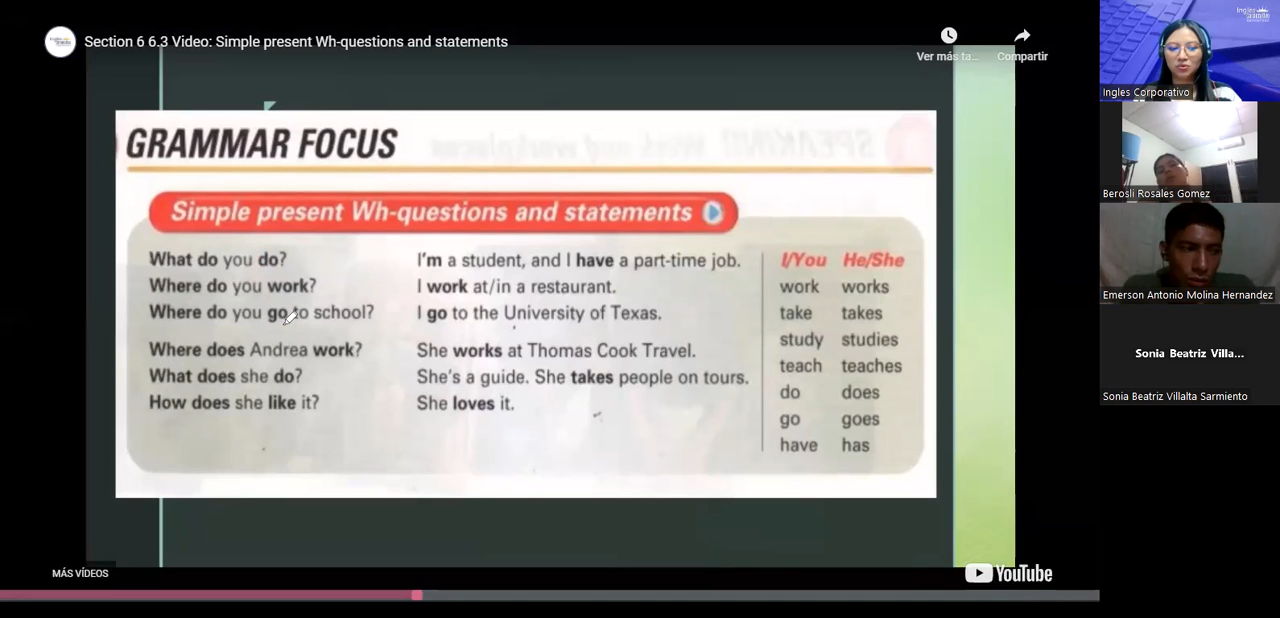 Section 6 6.3 Video: Simple present Wh-questions and statements
Ver más ta...
Compartir
GRAMMAR FOCUS
Simple present Wh-questions and statements
What do you do?
Where do you work?
Where do you go to school?
Where does Andrea work?
What does she do?
How does she like it?
I'm a student, and I have a part-time job.
I work at/in a restaurant.
I go to the University of Texas.
She works at Thomas Cook Travel.
She's a guide. She takes people on tours.
She loves it.
I/You He/She
work works
take takes
study studies
teach teaches
do does
go goes
have has
MÁS VÍDEOS
YouTube
Ingles Corporativo
Berosli Rosales Gomez
Emerson Antonio Molina Hernandez
Sonia Beatriz Villa...
Sonia Beatriz Villalta Sarmiento